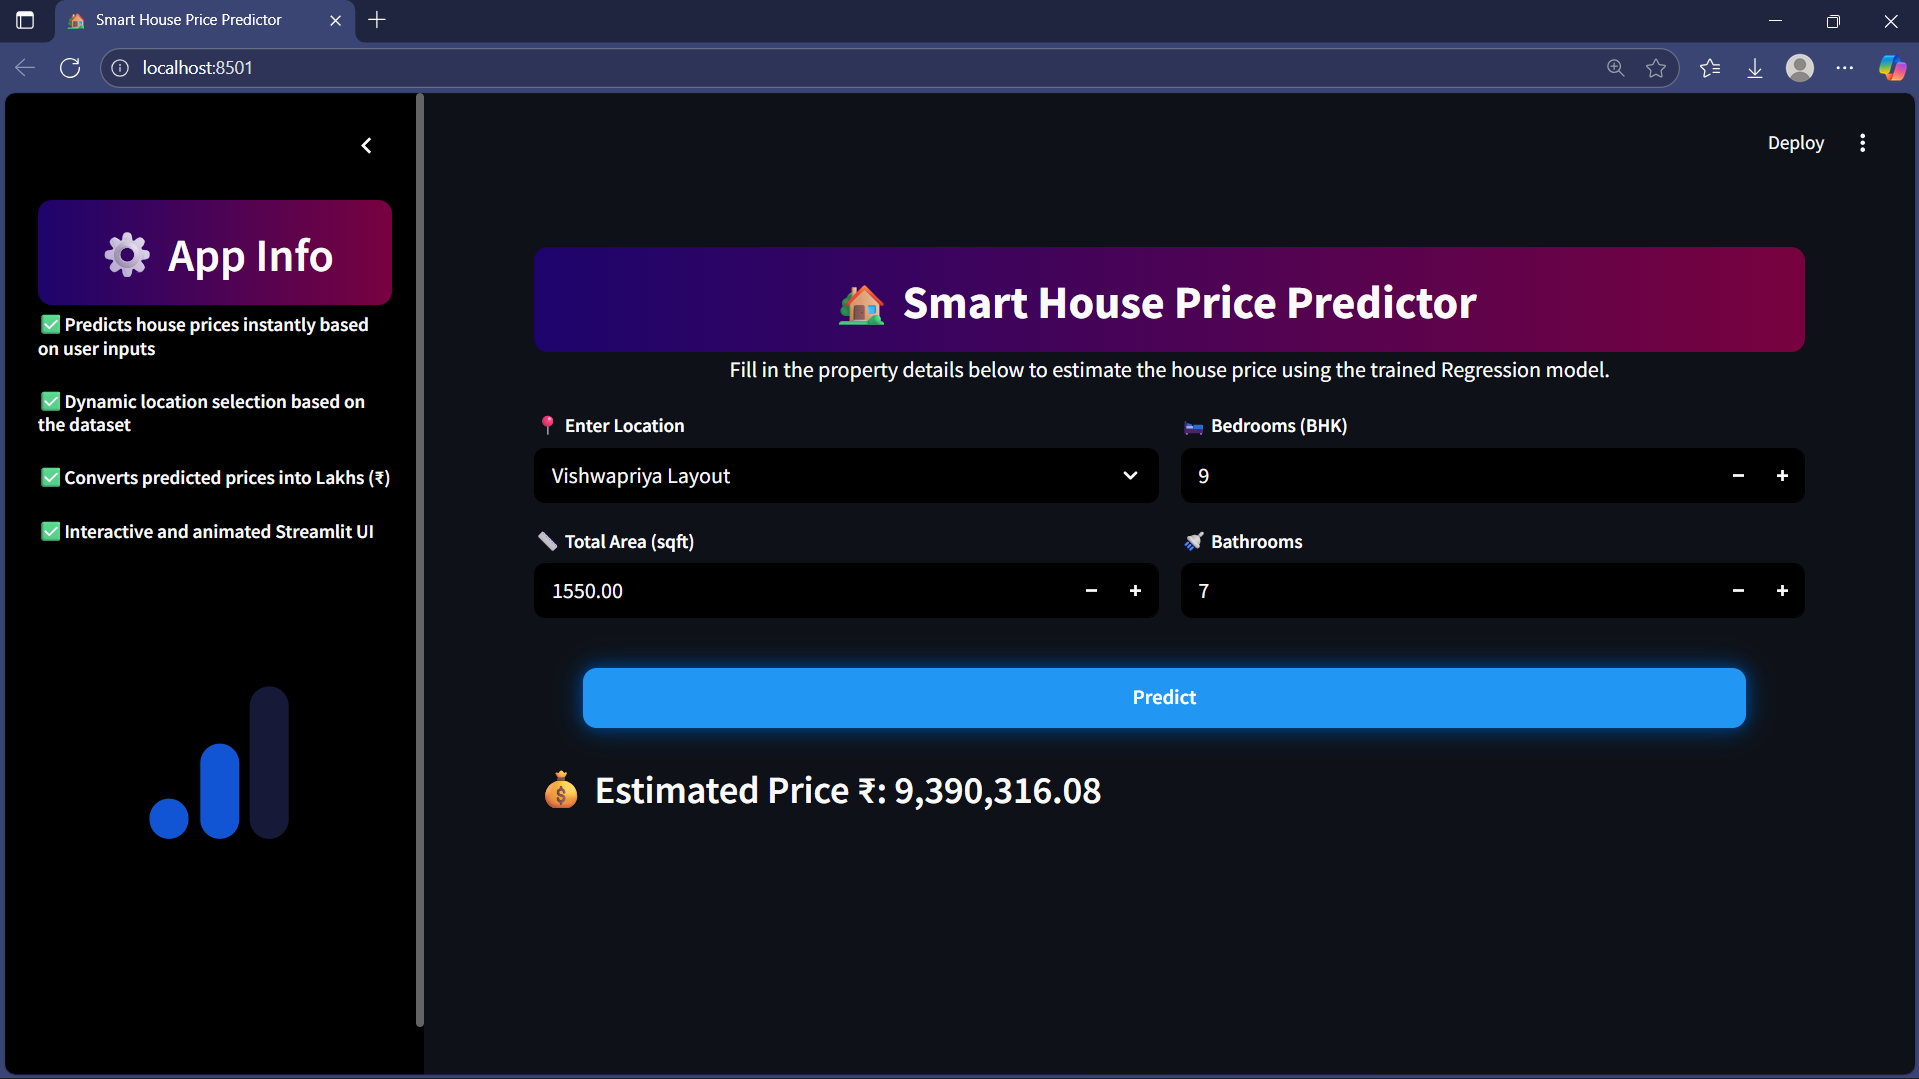 Smart House Price Predictor
localhost:8501
Deploy
App Info
Predicts house prices instantly based
on user inputs
Dynamic location selection based on
the dataset
Converts predicted prices into Lakhs (₹)
Interactive and animated Streamlit UI
Smart House Price Predictor
Fill in the property details below to estimate the house price using the trained Regression model.
Enter Location
Vishwapriya Layout
Bedrooms (BHK)
9
Total Area (sqft)
1550.00
Bathrooms
7
Predict
Estimated Price ₹: 9,390,316.08